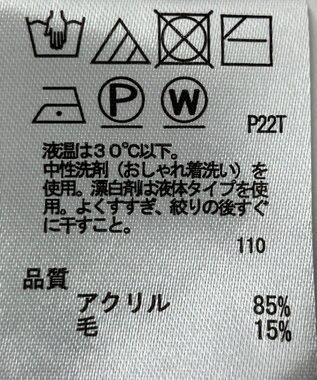 P W
P22T
液温は30℃以下。
中性洗剤（おしゃれ着洗い）を
使用。漂白剤は液体タイプを使
用。よくすすぎ、絞りの後すぐ
に干すこと。
110
品質
アクリル 85%
毛 15%